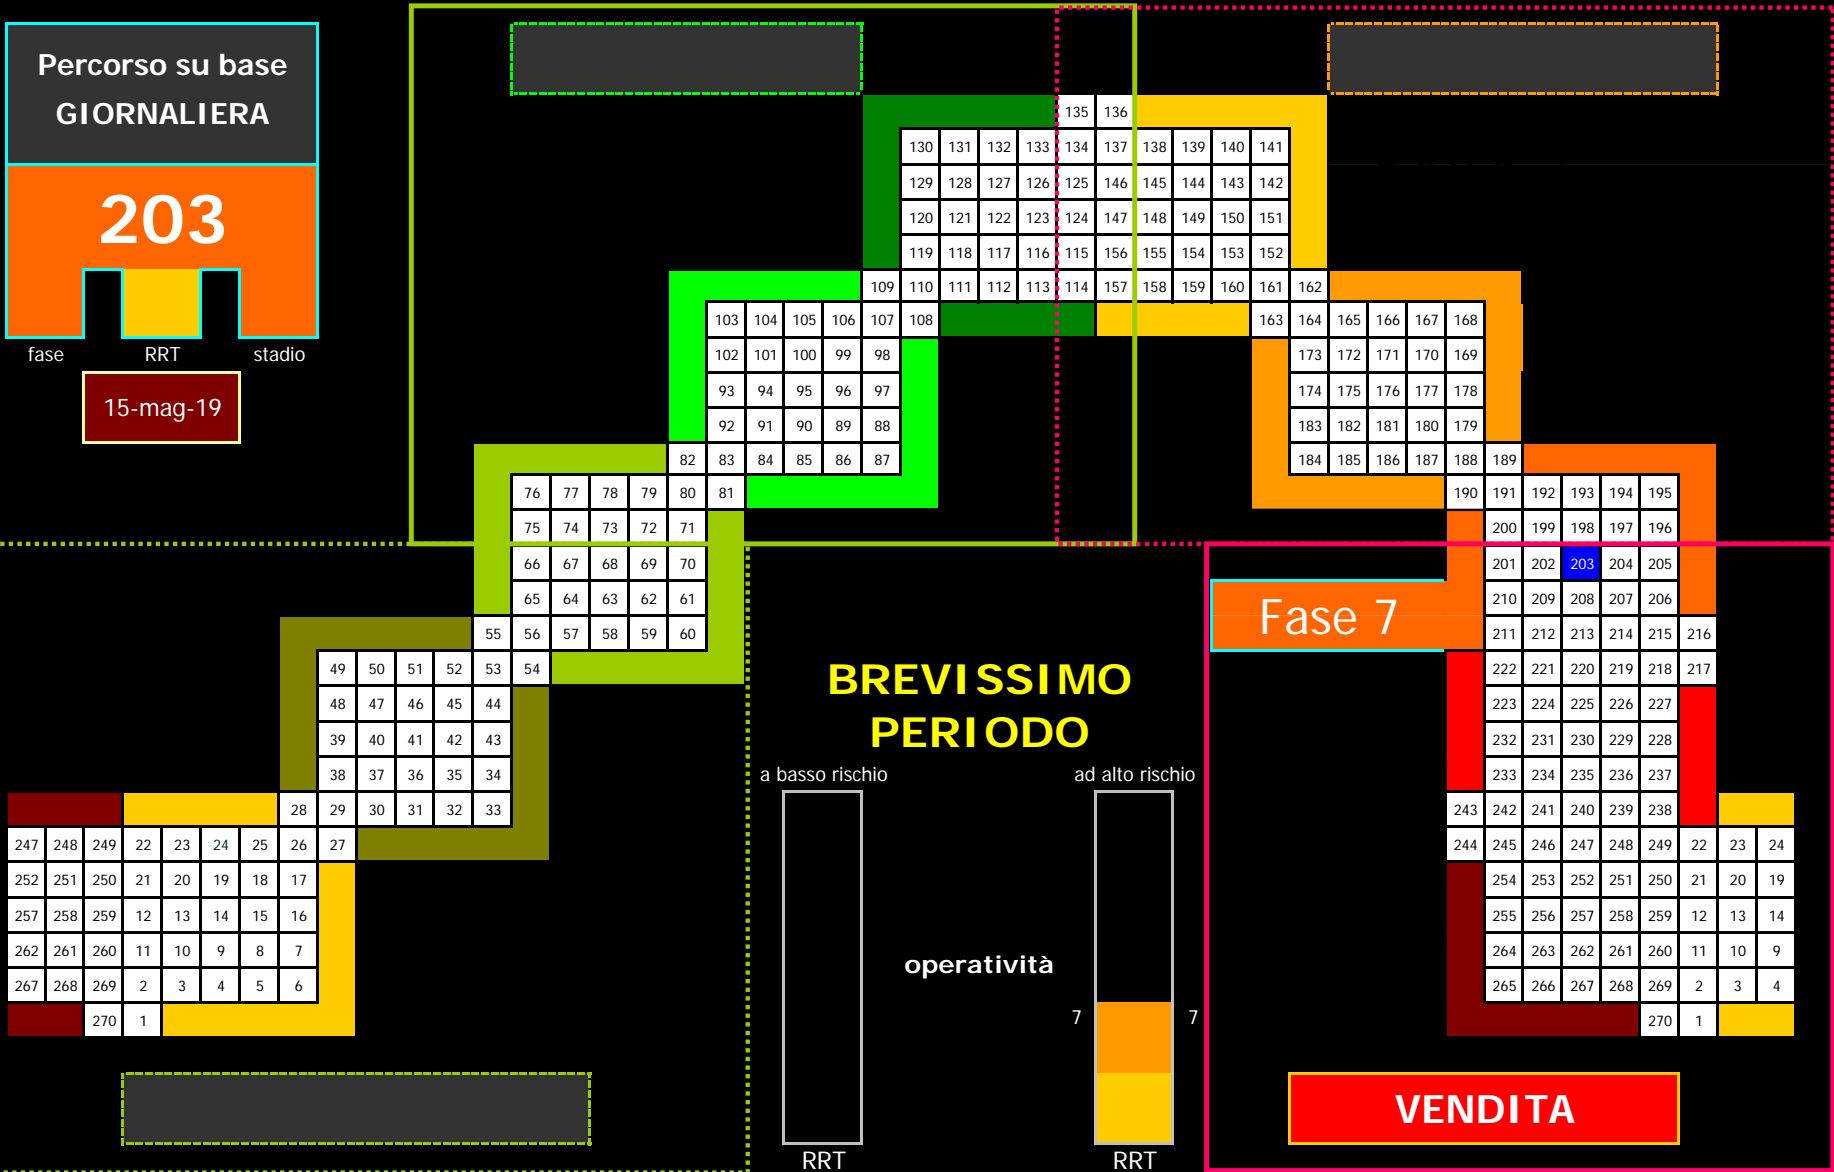 Percorso su base
GIORNALIERA
203
fase RRT stadio
15-mag-19
135 136
130 131 132 133 134 137 138 139 140 141
129 128 127 126 125 146 145 144 143 142
120 121 122 123 124 147 148 149 150 151
119 118 117 116 115 156 155 154 153 152
109 110 111 112 113 114 157 158 159 160 161 162
103 104 105 106 107 108 163 164 165 166 167 168
102 101 100 99 98 173 172 171 170 169
93 94 95 96 97 174 175 176 177 178
92 91 90 89 88 183 182 181 180 179
82 83 84 85 86 87 184 185 186 187 188 189
76 77 78 79 80 81 190 191 192 193 194 195
75 74 73 72 71 200 199 198 197 196
66 67 68 69 70 201 202 203 204 205
65 64 63 62 61 210 209 208 207 206
Fase 7
55 56 57 58 59 60 211 212 213 214 215 216
49 50 51 52 53 54 222 221 220 219 218 217
BREVISSIMO
PERIODO
48 47 46 45 44 223 224 225 226 227
39 40 41 42 43 232 231 230 229 228
38 37 36 35 34 a basso rischio ad alto rischio 233 234 235 236 237
28 29 30 31 32 33 243 242 241 240 239 238
247 248 249 22 23 24 25 26 27 244 245 246 247 248 249 22 23 24
252 251 250 21 20 19 18 17 254 253 252 251 250 21 20 19
257 258 259 12 13 14 15 16 255 256 257 258 259 12 13 14
262 261 260 11 10 9 8 7 operatività 264 263 262 261 260 11 10 9
267 268 269 2 3 4 5 6 265 266 267 268 269 2 3 4
270 1 7 7 270 1
VENDITA
RRT RRT